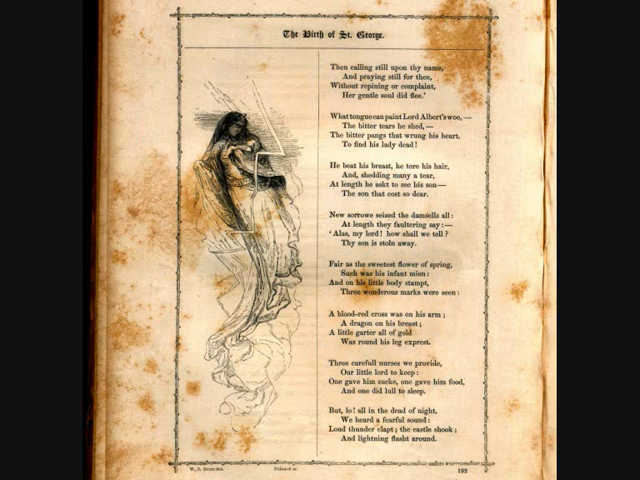 The Birth of St. George.
Then calling still upon thy name,
And praying still for thee,
Without repining or complaint,
Her gentle soul did flee.'
What tongue can paint Lord Albert's woe, —
The bitter tears he shed, —
The bitter pangs that wrung his heart,
To find his lady dead!
He beat his breast, he tore his hair,
And, shedding many a tear,
At length he askt to see his son—
The son that cost so dear.
New sorrowe seized the damsells all:
At length they faultering say:—
'Alas, my lord! how shall we tell?
Thy son is stoln away.
Fair as the sweetest flower of spring,
Such was his infant mien:
And on his little body stampt,
Three wonderous marks were seen:
A blood-red cross was on his arm;
A dragon on his breast;
A little garter all of gold
Was round his leg exprest.
Three carefull nurses we provide,
Our little lord to keep:
One gave him sucke, one gave him food,
And one did lull to sleep.
But, lo! all in the dead of night,
We heard a fearful sound:
Loud thunder clapt; the castle shook;
And lightning flasht around.
192